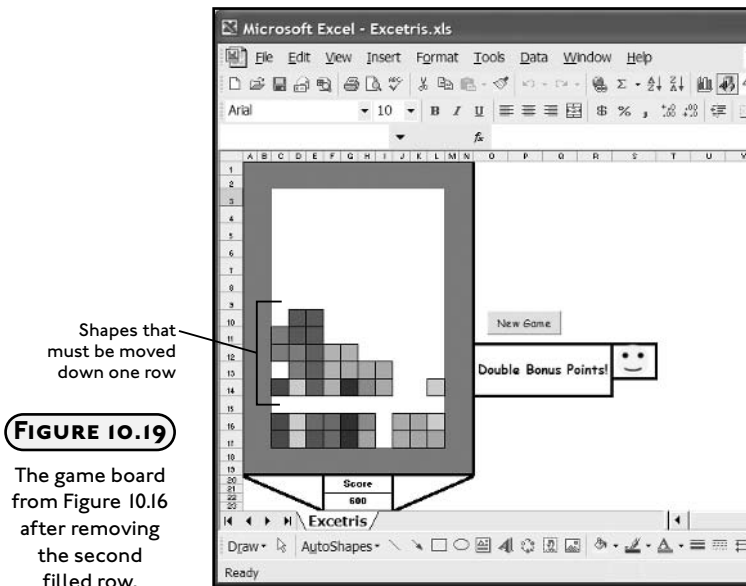 Microsoft Excel - Excetris.xls
File Edit View Insert Format Tools Data Window Help
Arial 10 B I U $ % ,
fx
A B C D E F G H I J K L M N O P Q R S T U V
1
2
3
4
5
6
7
8
9
10
11
12
13
14
15
16
17
18
19
20
21
22
23
New Game
Double Bonus Points!
Shapes that
must be moved
down one row
Score
600
Excetris
Draw AutoShapes
Ready
FIGURE 10.19
The game board
from Figure 10.16
after removing
the second
filled row.